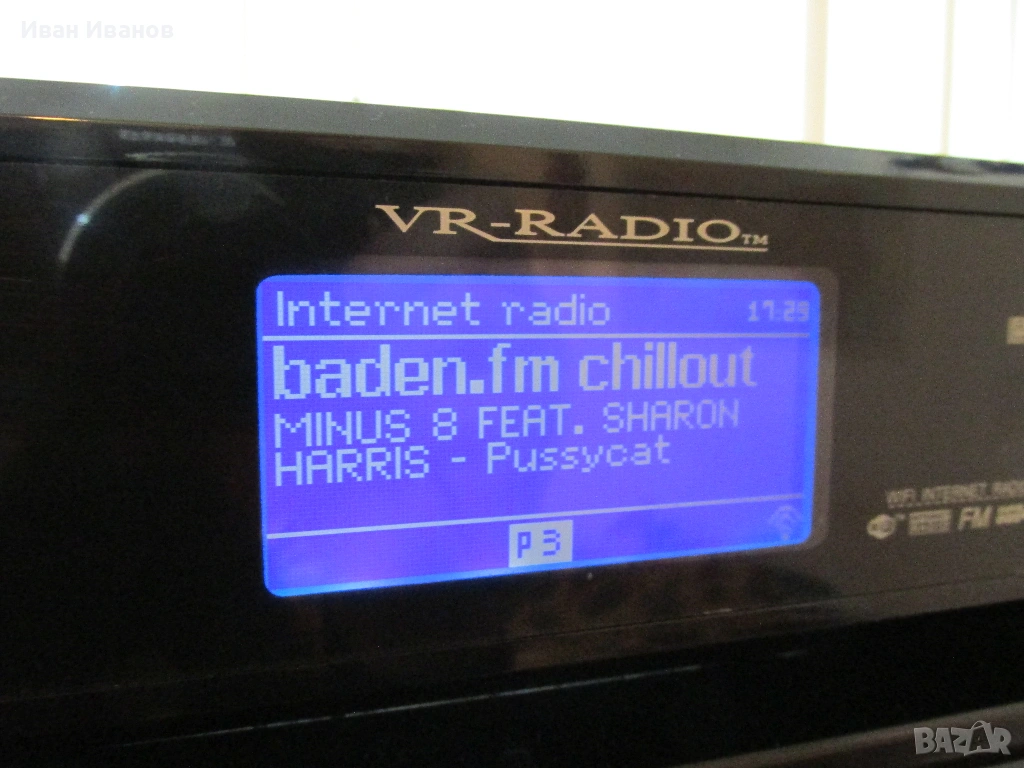 Иван Иванов
VR-RADIO™
Internet radio 17:29
baden.fm chillout
MINUS 8 FEAT. SHARON
HARRIS - Pussycat
P3
WIFI INTERNET RADIO
FM
BAZAR